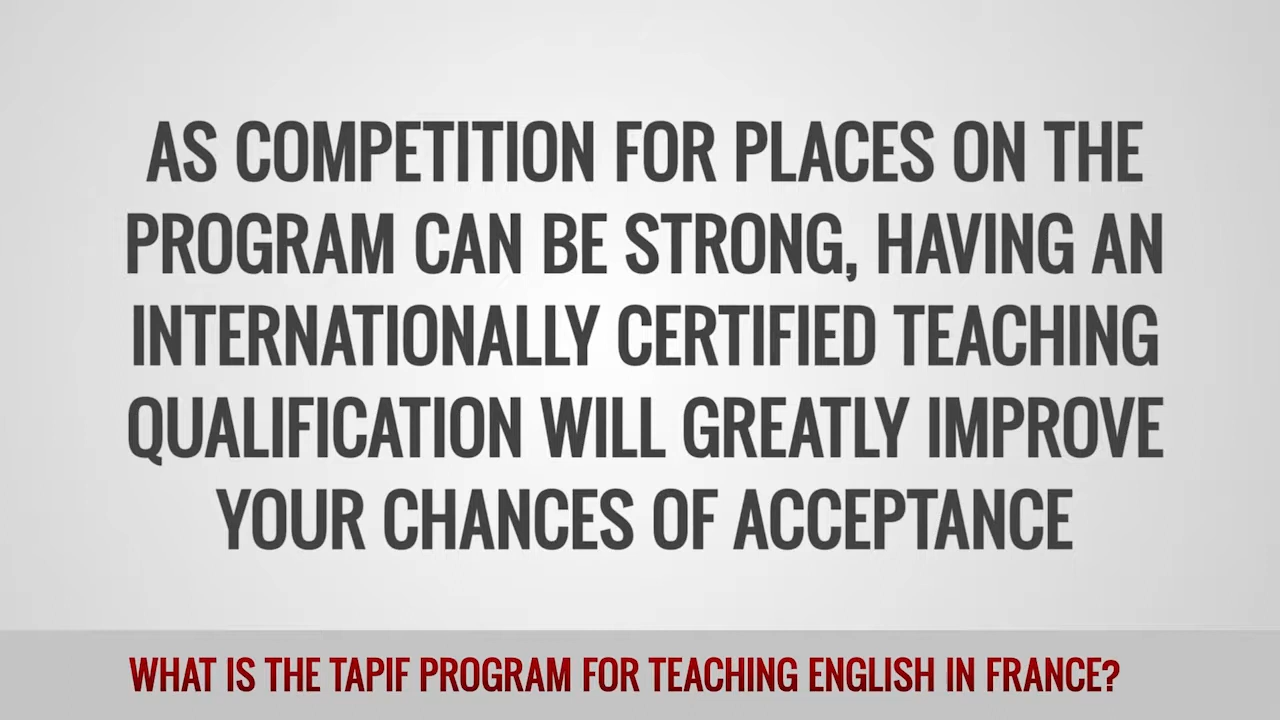 AS COMPETITION FOR PLACES ON THE
PROGRAM CAN BE STRONG, HAVING AN
INTERNATIONALLY CERTIFIED TEACHING
QUALIFICATION WILL GREATLY IMPROVE
YOUR CHANCES OF ACCEPTANCE
WHAT IS THE TAPIF PROGRAM FOR TEACHING ENGLISH IN FRANCE?